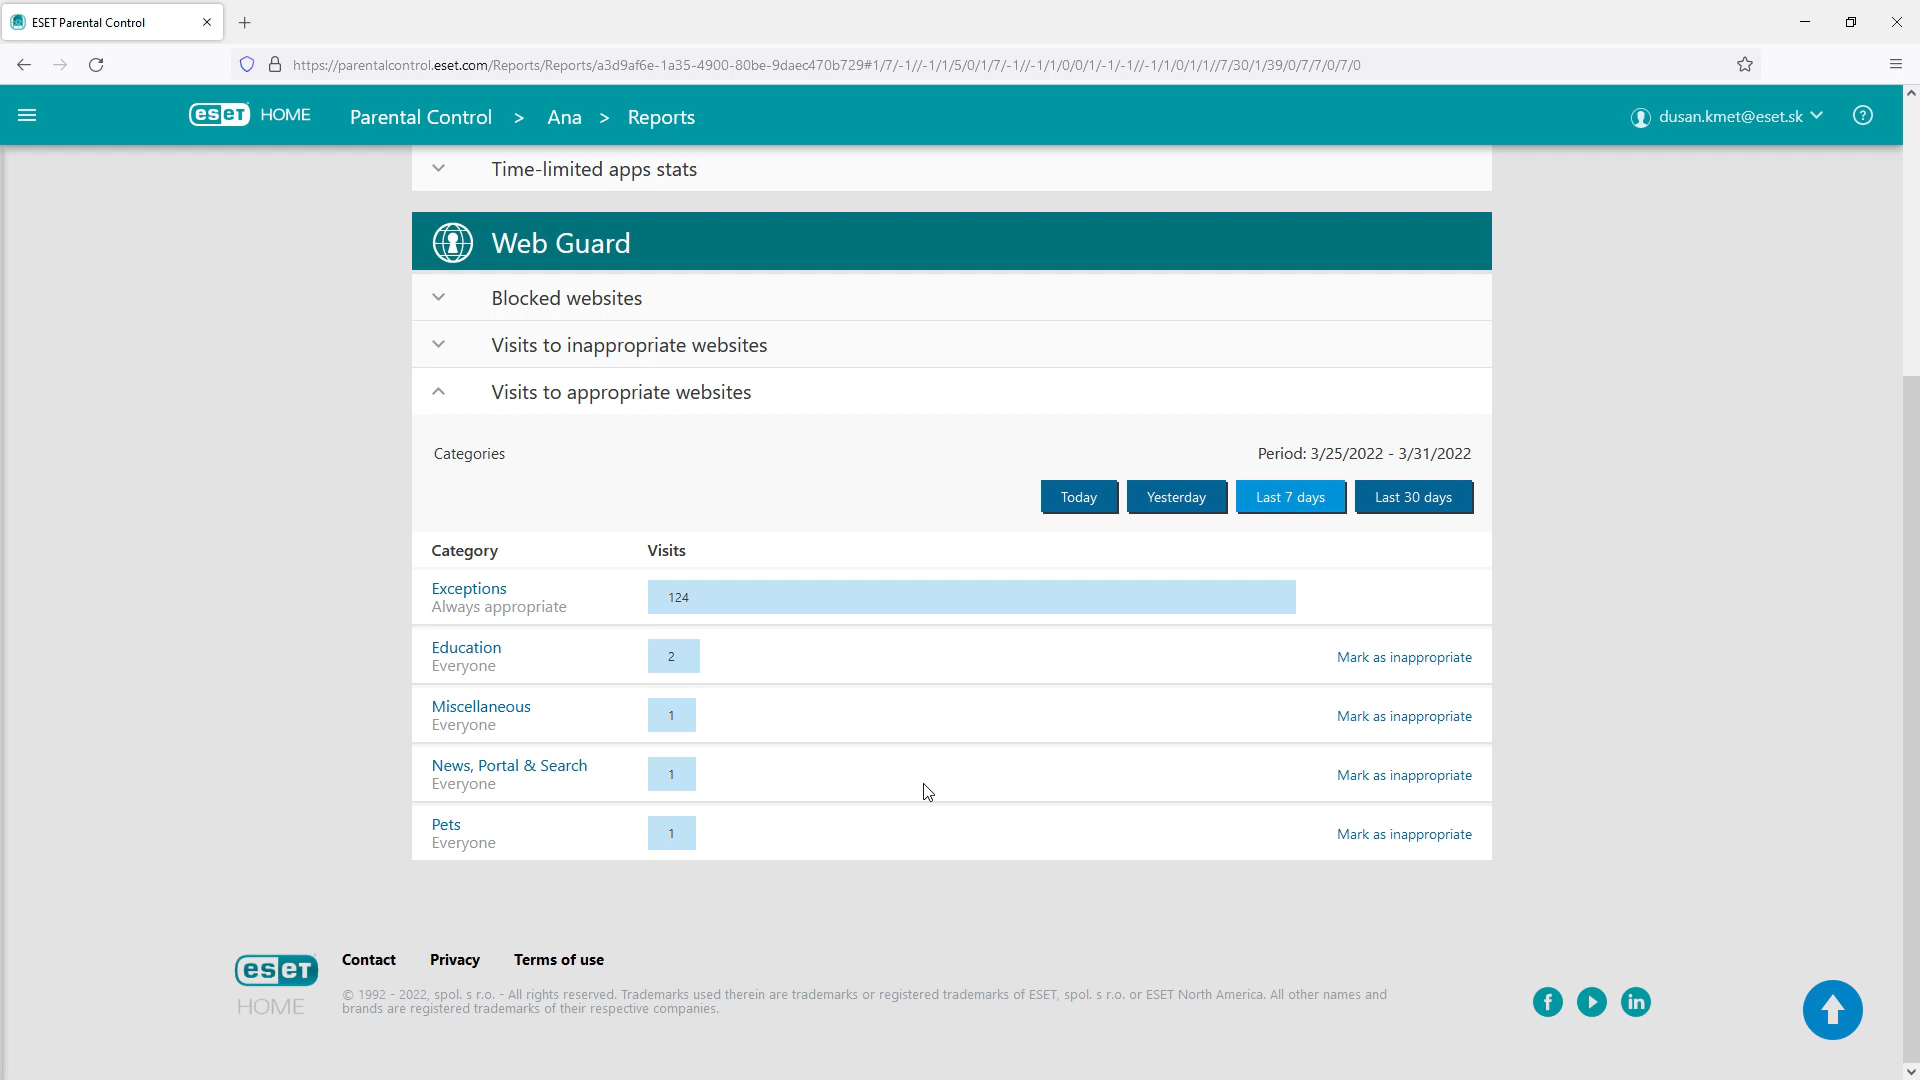 ESET Parental Control
https://parentalcontrol.eset.com/Reports/Reports/a3d9af6e-1a35-4900-80be-9daec470b729#1/7/-1//-1/1/5/0/1/7/-1//-1/1/0/0/1/-1/-1//-1/1/0/1/1//7/30/1/39/0/7/7/0/7/0
eseT HOME Parental Control > Ana > Reports dusan.kmet@eset.sk ?
Time-limited apps stats
Web Guard
Blocked websites
Visits to inappropriate websites
Visits to appropriate websites
Categories Period: 3/25/2022 - 3/31/2022
Today Yesterday Last 7 days Last 30 days
Category Visits
Exceptions
Always appropriate
124
Education
Everyone
2 Mark as inappropriate
Miscellaneous
Everyone
1 Mark as inappropriate
News, Portal & Search
Everyone
1 Mark as inappropriate
Pets
Everyone
1 Mark as inappropriate
eseT
HOME
Contact Privacy Terms of use
© 1992 - 2022, spol. s r.o. - All rights reserved. Trademarks used therein are trademarks or registered trademarks of ESET, spol. s r.o. or ESET North America. All other names and
brands are registered trademarks of their respective companies.
f in